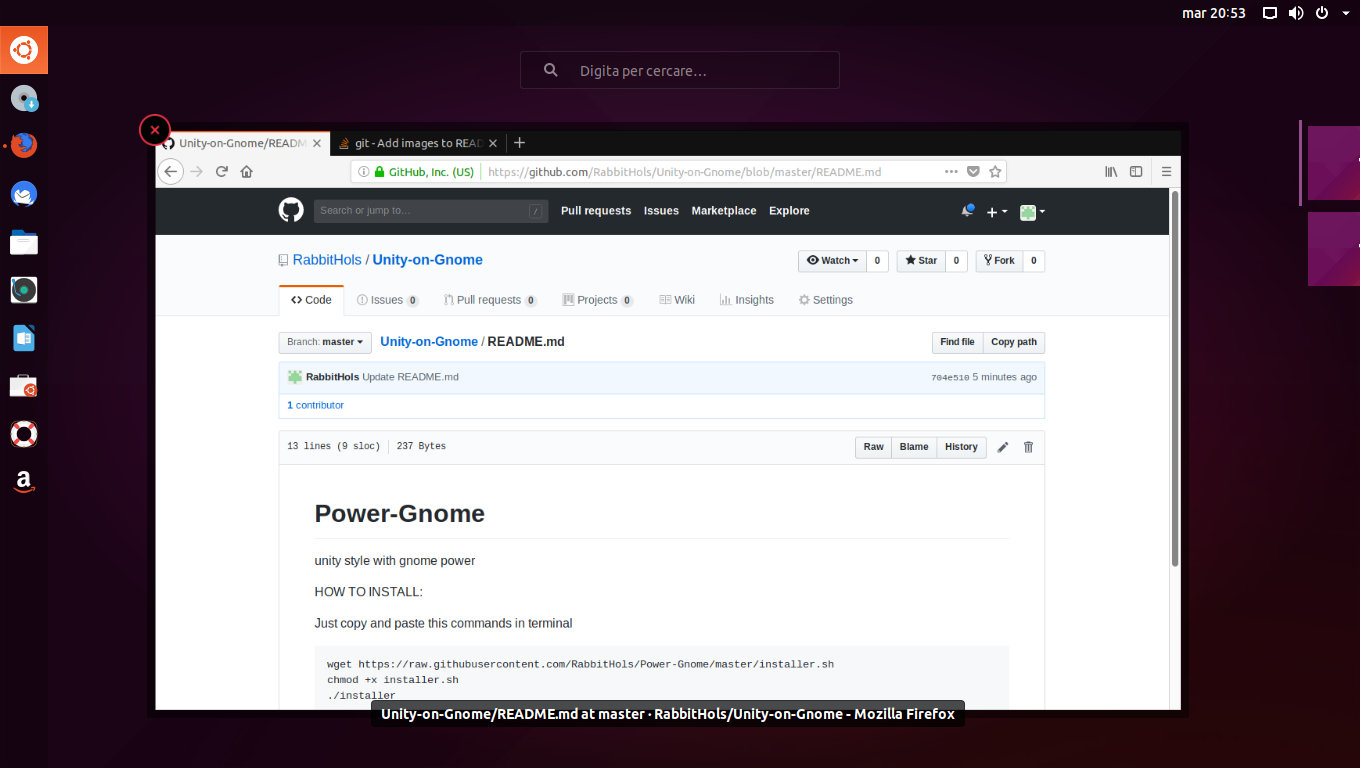 mar 20:53
Digita per cercare…
Unity-on-Gnome/READM
git - Add images to READ
GitHub, Inc. (US)
https://github.com/RabbitHols/Unity-on-Gnome/blob/master/README.md
Search or jump to…
/
Pull requests
Issues
Marketplace
Explore
RabbitHols / Unity-on-Gnome
Watch 0
Star 0
Fork 0
Code
Issues 0
Pull requests 0
Projects 0
Wiki
Insights
Settings
Branch: master
Unity-on-Gnome / README.md
Find file
Copy path
RabbitHols Update README.md
704e510 5 minutes ago
1 contributor
13 lines (9 sloc)
237 Bytes
Raw
Blame
History
Power-Gnome
unity style with gnome power
HOW TO INSTALL:
Just copy and paste this commands in terminal
wget https://raw.githubusercontent.com/RabbitHols/Power-Gnome/master/installer.sh
chmod +x installer.sh
./installer
Unity-on-Gnome/README.md at master · RabbitHols/Unity-on-Gnome - Mozilla Firefox
a